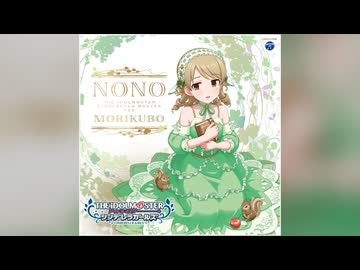 NONO
THE IDOLM@STER
CINDERELLA MASTER
MORIKUBO
THE IDOLM@STER
シンデレラガールズ